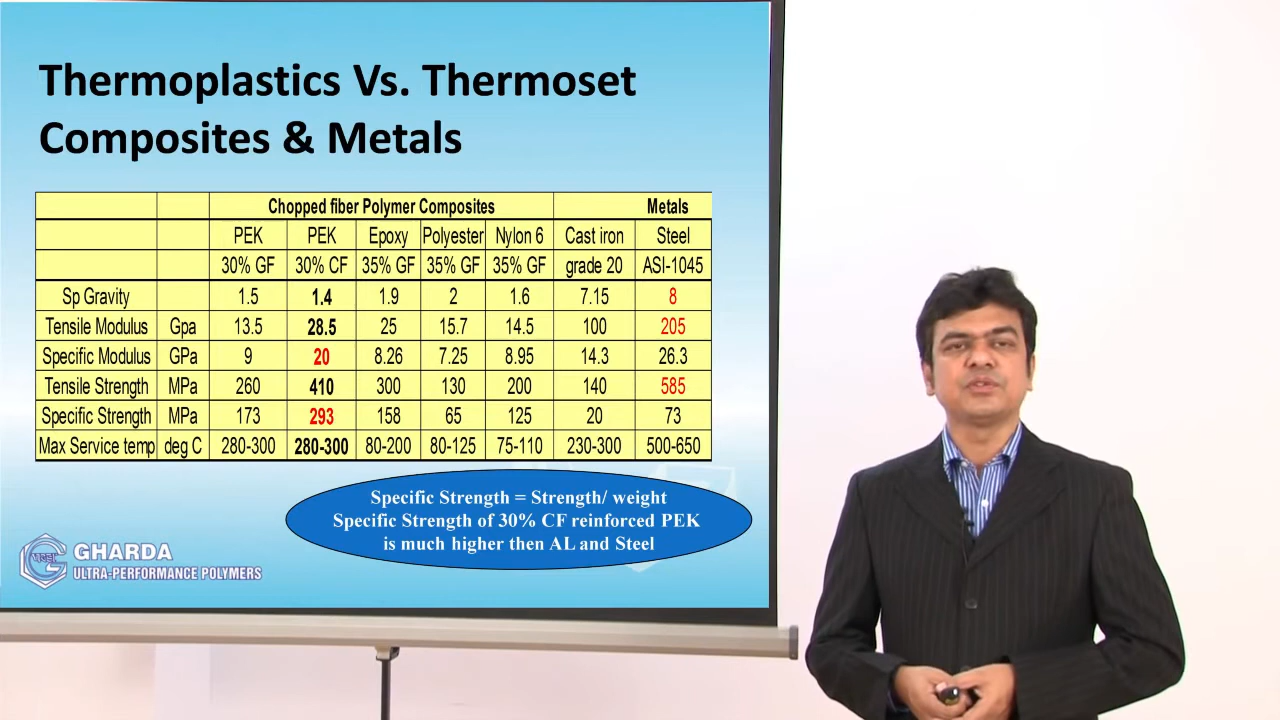 Thermoplastics Vs. Thermoset
Composites & Metals
Chopped fiber Polymer Composites Metals
PEK PEK Epoxy Polyester Nylon 6 Cast iron Steel
30% GF 30% CF 35% GF 35% GF 35% GF grade 20 ASI-1045
Sp Gravity 1.5 1.4 1.9 2 1.6 7.15 8
Tensile Modulus Gpa 13.5 28.5 25 15.7 14.5 100 205
Specific Modulus GPa 9 20 8.26 7.25 8.95 14.3 26.3
Tensile Strength MPa 260 410 300 130 200 140 585
Specific Strength MPa 173 293 158 65 125 20 73
Max Service temp deg C 280-300 280-300 80-200 80-125 75-110 230-300 500-650
Specific Strength = Strength/ weight
Specific Strength of 30% CF reinforced PEK
is much higher then AL and Steel
GHARDA
ULTRA-PERFORMANCE POLYMERS